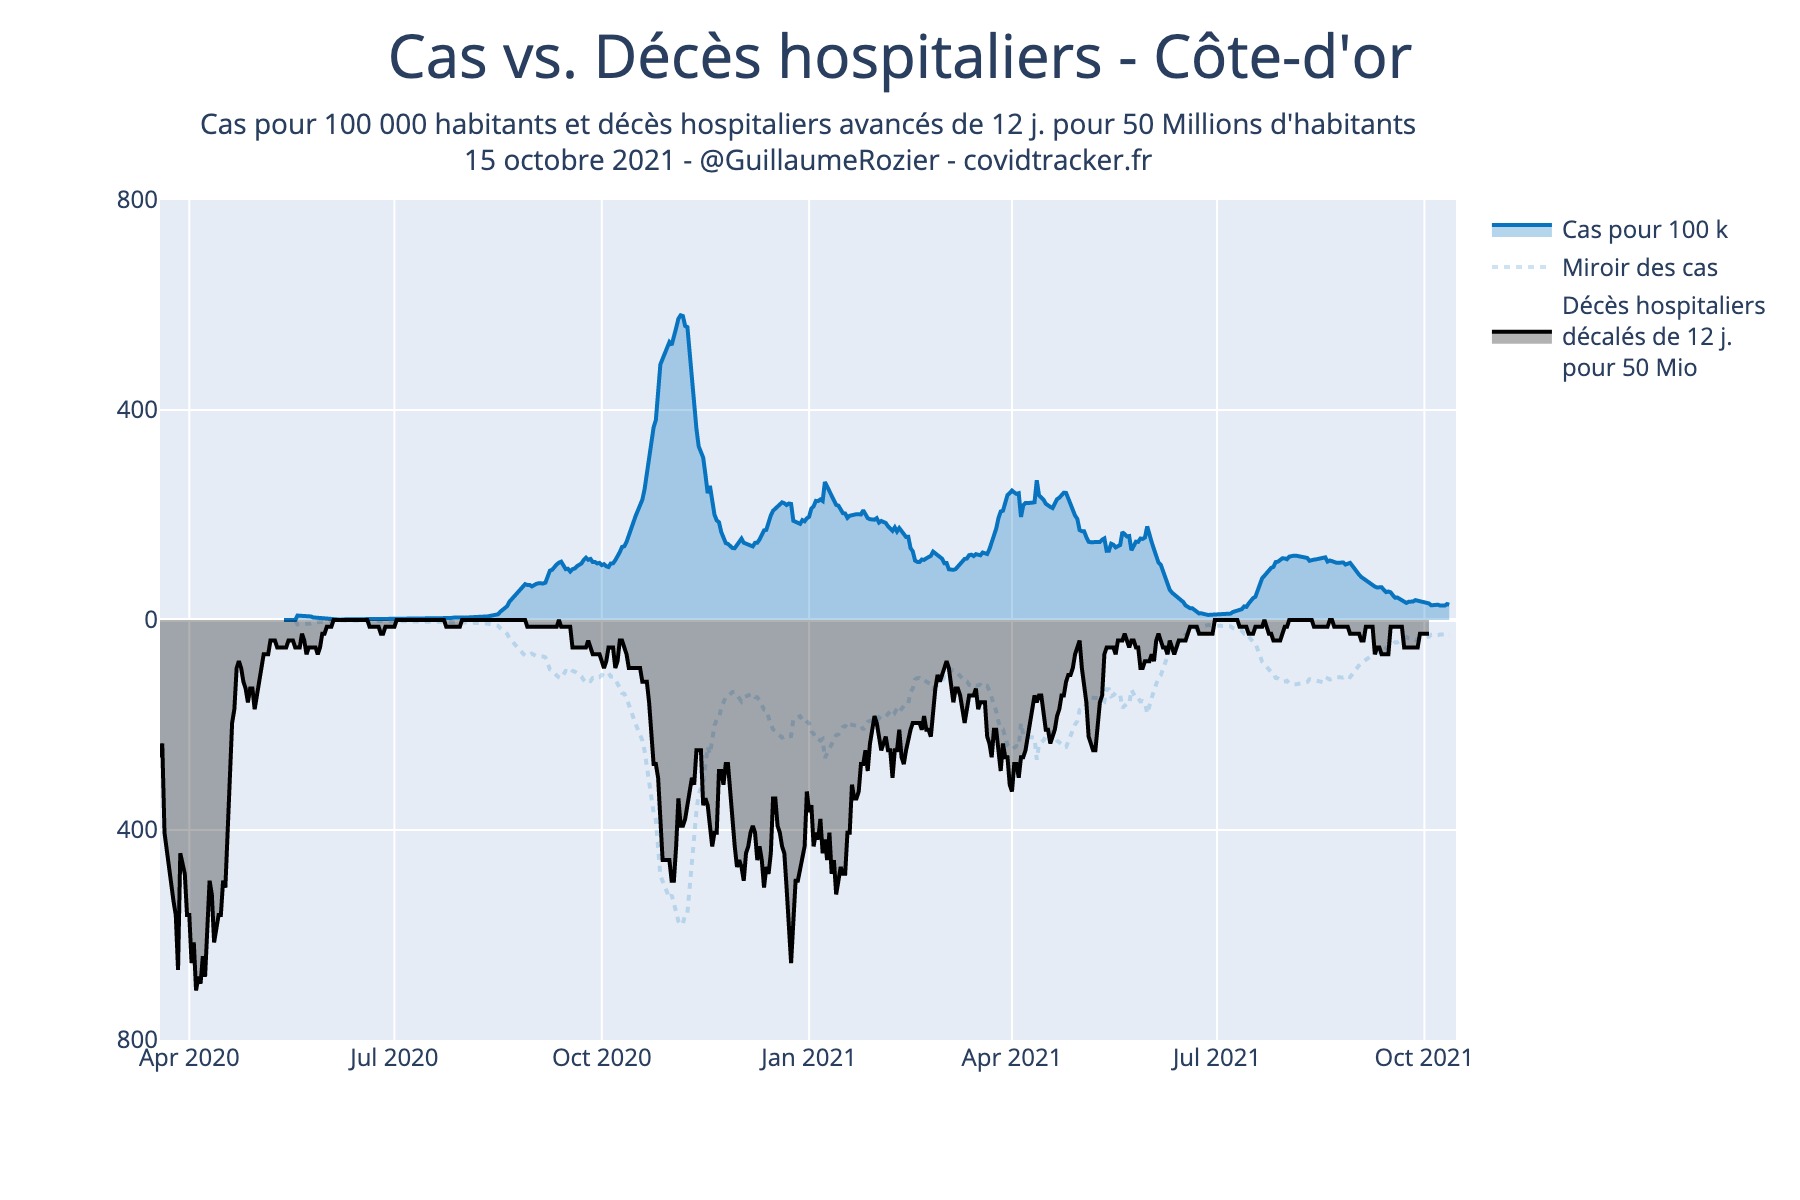 Cas vs. Décès hospitaliers - Côte-d'or
Cas pour 100 000 habitants et décès hospitaliers avancés de 12 j. pour 50 Millions d'habitants
15 octobre 2021 - @GuillaumeRozier - covidtracker.fr
800
400
0
400
800
Apr 2020
Jul 2020
Oct 2020
Jan 2021
Apr 2021
Jul 2021
Oct 2021
Cas pour 100 k
Miroir des cas
Décès hospitaliers
décalés de 12 j.
pour 50 Mio